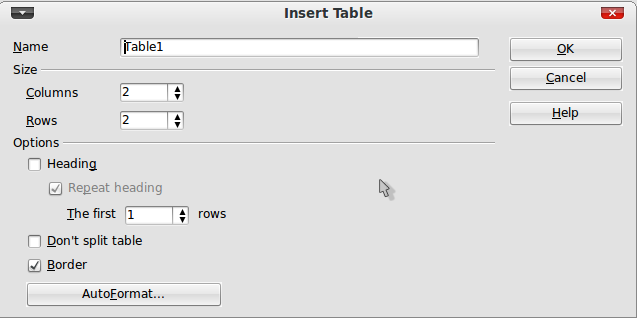 Insert Table
Name Table1 OK
Size Cancel
Columns 2
Rows 2 Help
Options
Heading
Repeat heading
The first 1 rows
Don't split table
Border
AutoFormat...